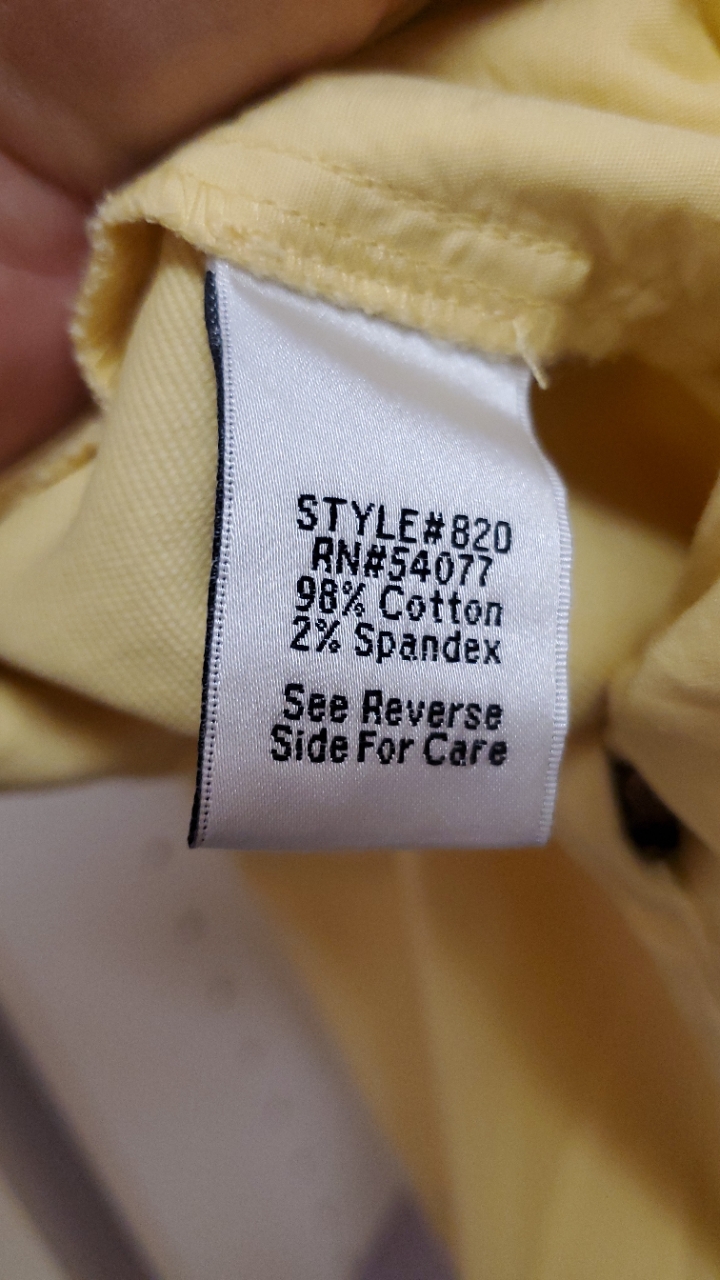 STYLE#820
RN#54077
98% Cotton
2% Spandex
See Reverse
Side For Care